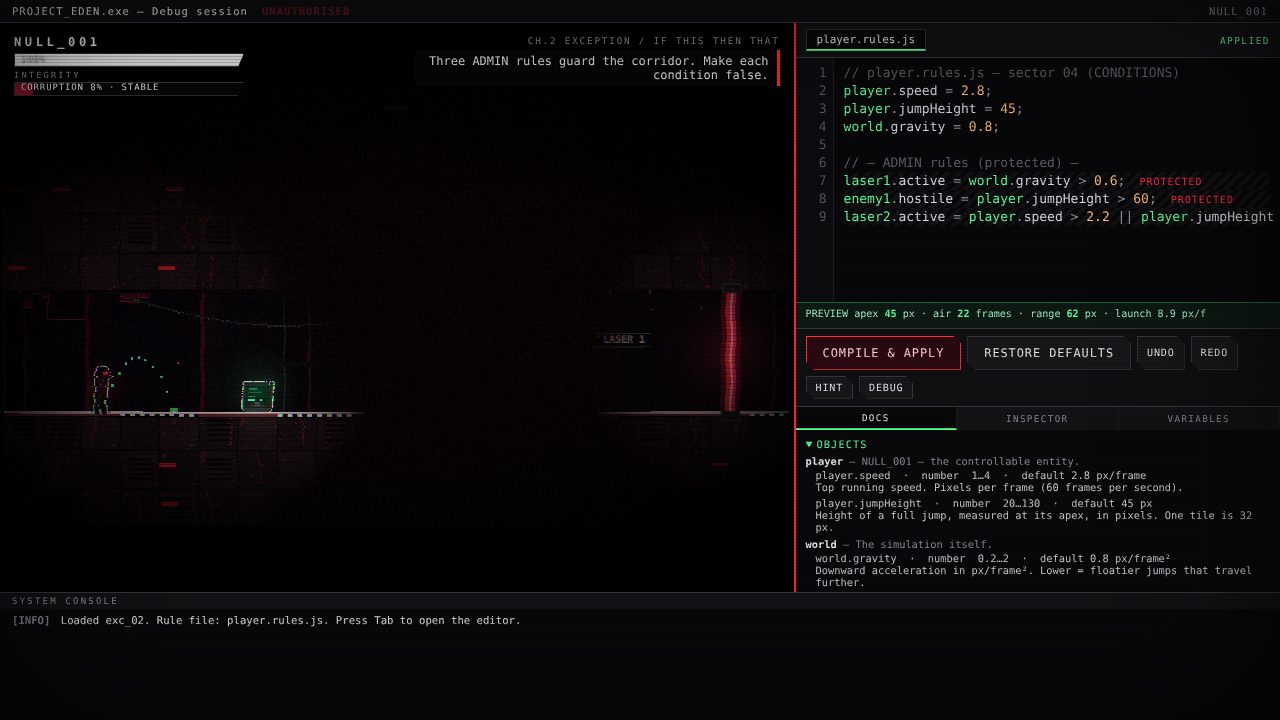 PROJECT_EDEN.exe — Debug session UNAUTHORISED
NULL_001
NULL_001
100%
INTEGRITY
CORRUPTION 8% · STABLE
CH.2 EXCEPTION / IF THIS THEN THAT
Three ADMIN rules guard the corridor. Make each
condition false.
LASER 1
player.rules.js
APPLIED
1 // player.rules.js — sector 04 (CONDITIONS)
2 player.speed = 2.8;
3 player.jumpHeight = 45;
4 world.gravity = 0.8;
5
6 // — ADMIN rules (protected) —
7 laser1.active = world.gravity > 0.6; PROTECTED
8 enemy1.hostile = player.jumpHeight > 60; PROTECTED
9 laser2.active = player.speed > 2.2 || player.jumpHeight
PREVIEW apex 45 px · air 22 frames · range 62 px · launch 8.9 px/f
COMPILE & APPLY
RESTORE DEFAULTS
UNDO
REDO
HINT
DEBUG
DOCS
INSPECTOR
VARIABLES
▼ OBJECTS
player — NULL_001 — the controllable entity.
player.speed · number 1…4 · default 2.8 px/frame
Top running speed. Pixels per frame (60 frames per second).
player.jumpHeight · number 20…130 · default 45 px
Height of a full jump, measured at its apex, in pixels. One tile is 32
px.
world — The simulation itself.
world.gravity · number 0.2…2 · default 0.8 px/frame²
Downward acceleration in px/frame². Lower = floatier jumps that travel
further.
SYSTEM CONSOLE
[INFO] Loaded exc_02. Rule file: player.rules.js. Press Tab to open the editor.